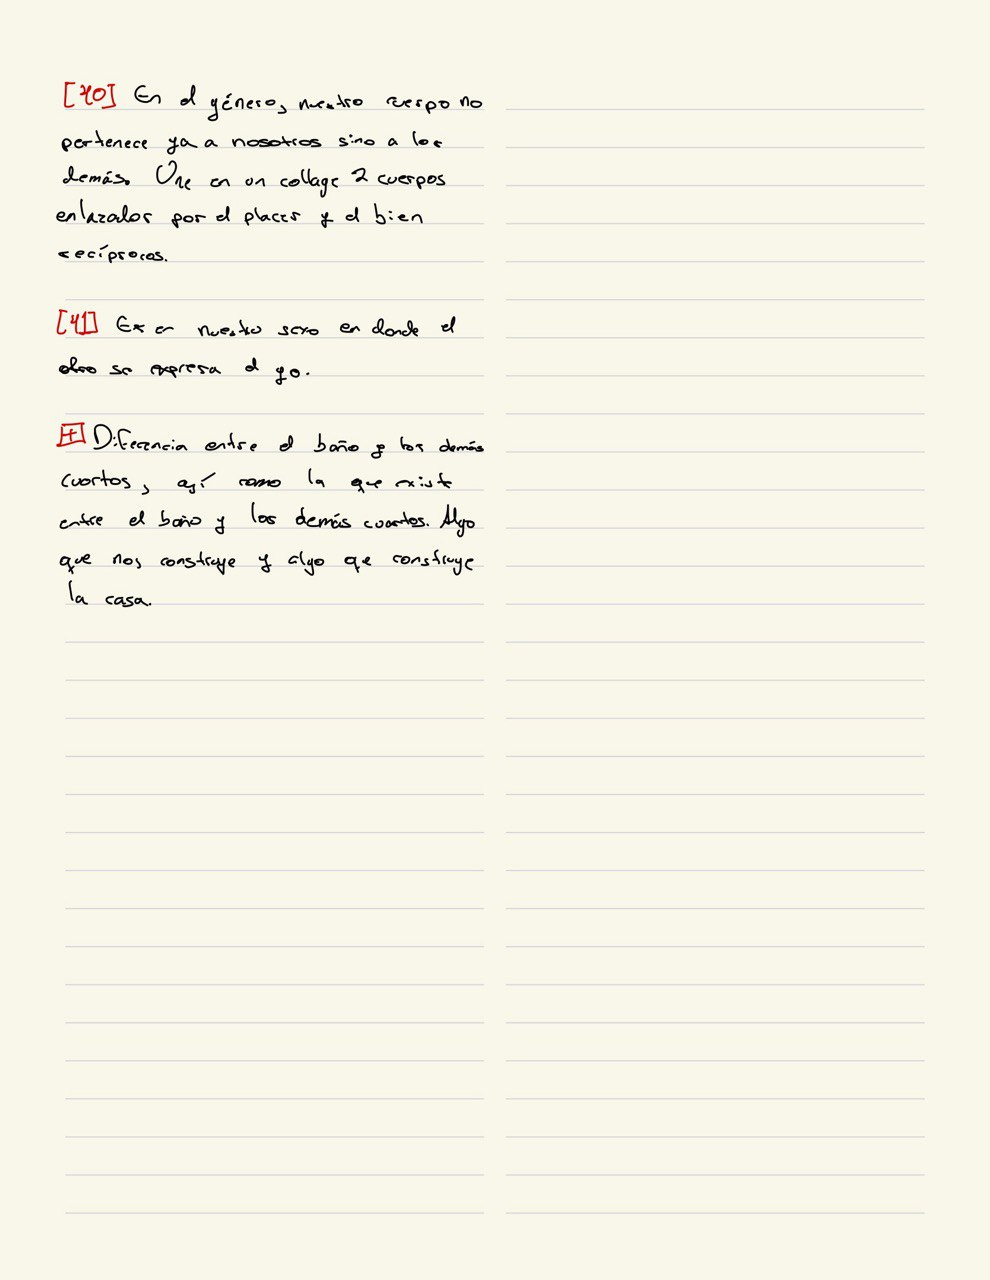 [40] En el género, nuestro cuerpo no
pertenece ya a nosotros sino a los
demás. Une en un collage 2 cuerpos
enlazados por el placer y el bien
recíprocos.
[41] Es en nuestro sexo en donde el
otro se expresa el yo.
[+] Diferencia entre el baño y los demás
cuartos, así como la que existe
entre el baño y los demás cuartos. Algo
que nos construye y algo que construye
la casa.